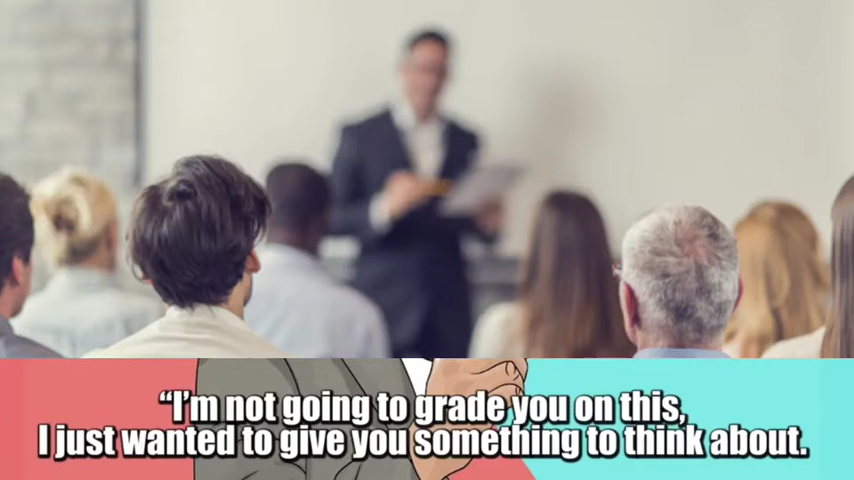 “I'm not going to grade you on this,
I just wanted to give you something to think about.